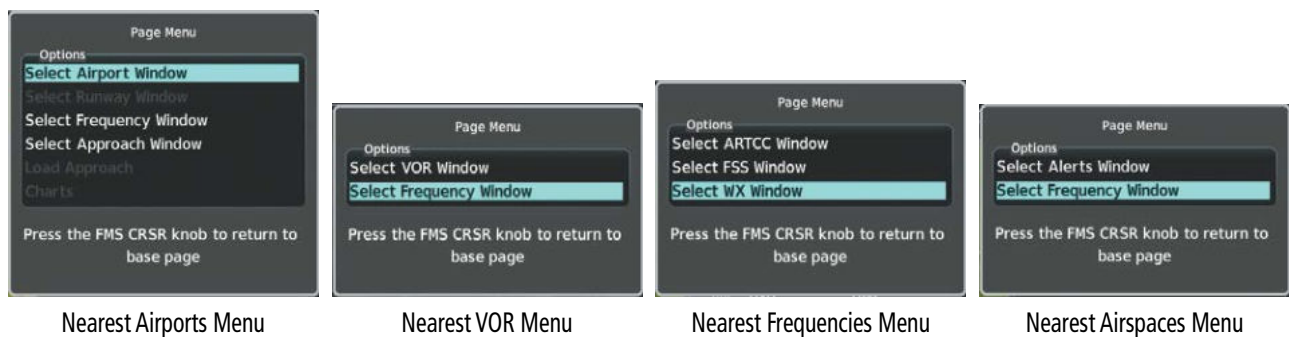 Page Menu
Options
Select Airport Window
Select Runway Window
Select Frequency Window
Select Approach Window
Load Approach
Charts
Press the FMS CRSR knob to return to
base page
Nearest Airports Menu
Page Menu
Options
Select VOR Window
Select Frequency Window
Press the FMS CRSR knob to return to
base page
Nearest VOR Menu
Page Menu
Options
Select ARTCC Window
Select FSS Window
Select WX Window
Press the FMS CRSR knob to return to
base page
Nearest Frequencies Menu
Page Menu
Options
Select Alerts Window
Select Frequency Window
Press the FMS CRSR knob to return to
base page
Nearest Airspaces Menu